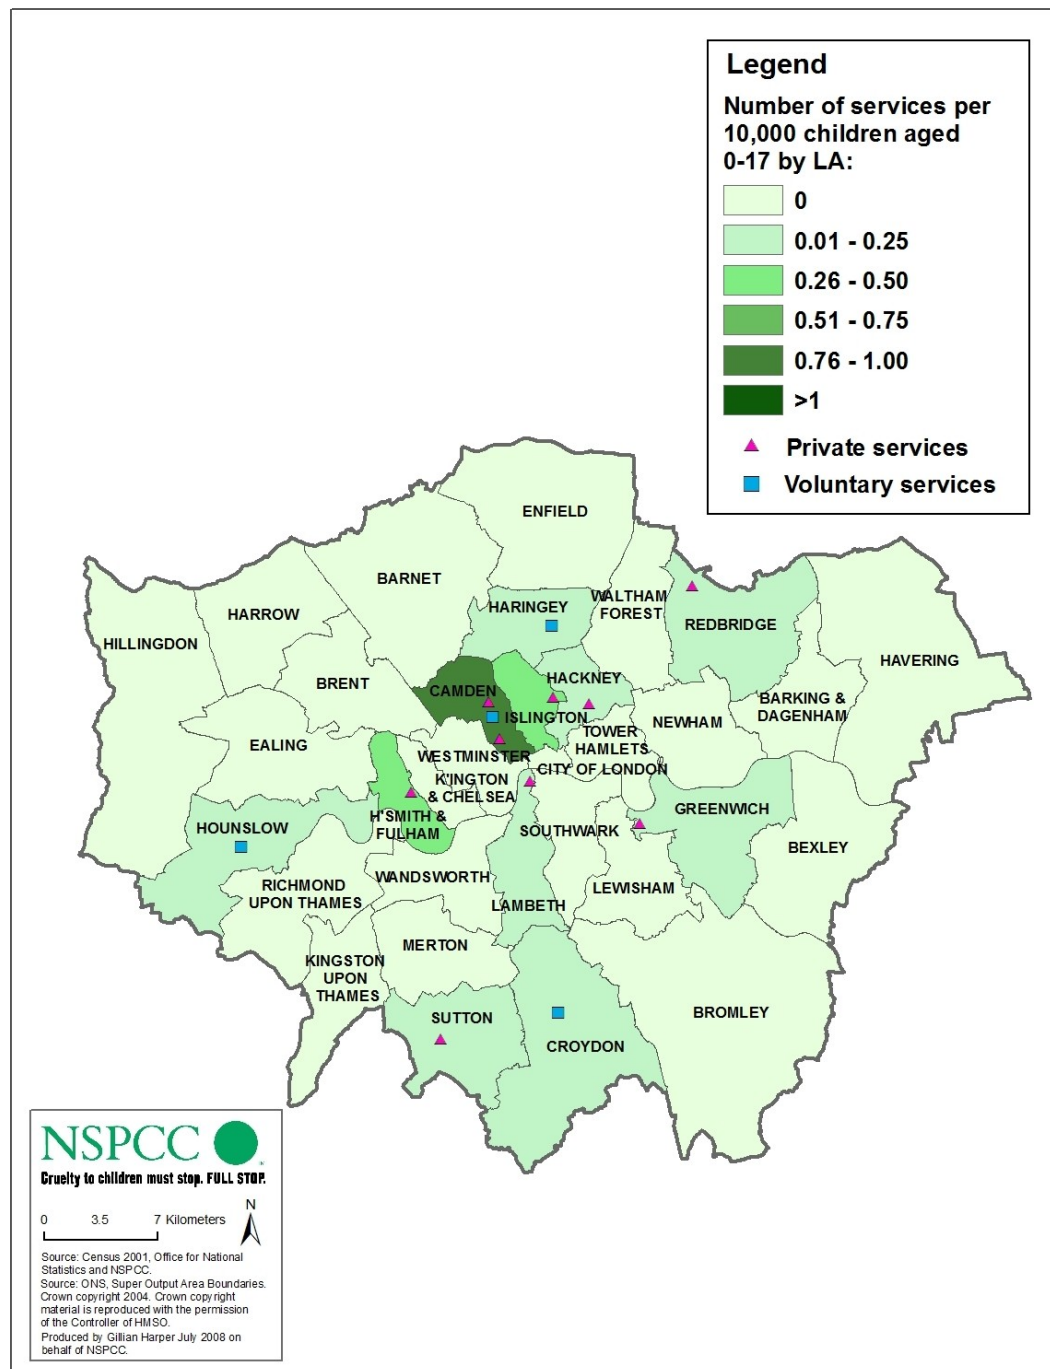 Legend
Number of services per
10,000 children aged
0-17 by LA:
0
0.01 - 0.25
0.26 - 0.50
0.51 - 0.75
0.76 - 1.00
>1
Private services
Voluntary services
ENFIELD
BARNET
HARINGEY
WALTHAM
FOREST
REDBRIDGE
HARROW
HILLINGDON
HAVERING
BRENT
CAMDEN
HACKNEY
ISLINGTON
BARKING &
DAGENHAM
NEWHAM
EALING
TOWER
HAMLETS
WESTMINSTER
CITY OF LONDON
K'INGTON
& CHELSEA
GREENWICH
H'SMITH &
FULHAM
HOUNSLOW
SOUTHWARK
BEXLEY
WANDSWORTH
RICHMOND
UPON THAMES
LEWISHAM
LAMBETH
MERTON
KINGSTON
UPON
THAMES
SUTTON
BROMLEY
CROYDON
NSPCC
Cruelty to children must stop. FULL STOP.
N
0 3.5 7 Kilometers
Source: Census 2001, Office for National
Statistics and NSPCC.
Source: ONS, Super Output Area Boundaries.
Crown copyright 2004. Crown copyright
material is reproduced with the permission
of the Controller of HMSO.
Produced by Gillian Harper July 2008 on
behalf of NSPCC.